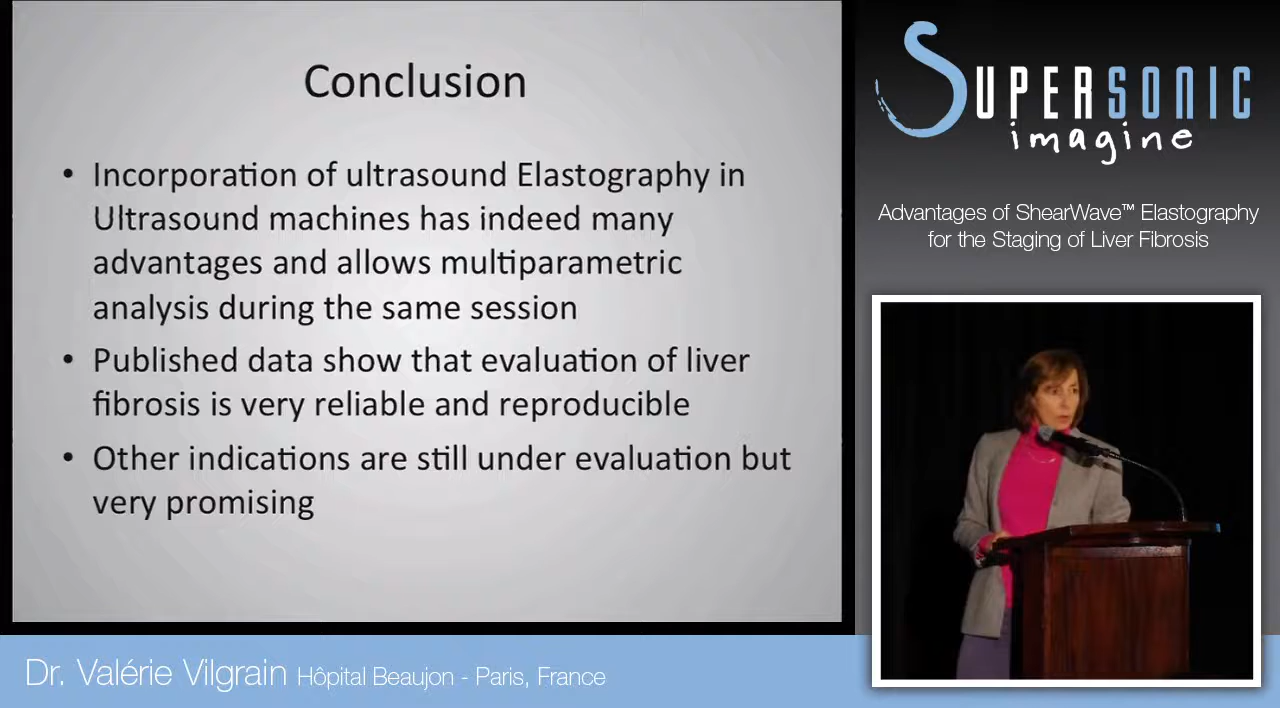 Conclusion
• Incorporation of ultrasound Elastography in
Ultrasound machines has indeed many
advantages and allows multiparametric
analysis during the same session
• Published data show that evaluation of liver
fibrosis is very reliable and reproducible
• Other indications are still under evaluation but
very promising
SUPERSONIC
imagine
Advantages of ShearWave™ Elastography
for the Staging of Liver Fibrosis
Dr. Valérie Vilgrain Hôpital Beaujon - Paris, France